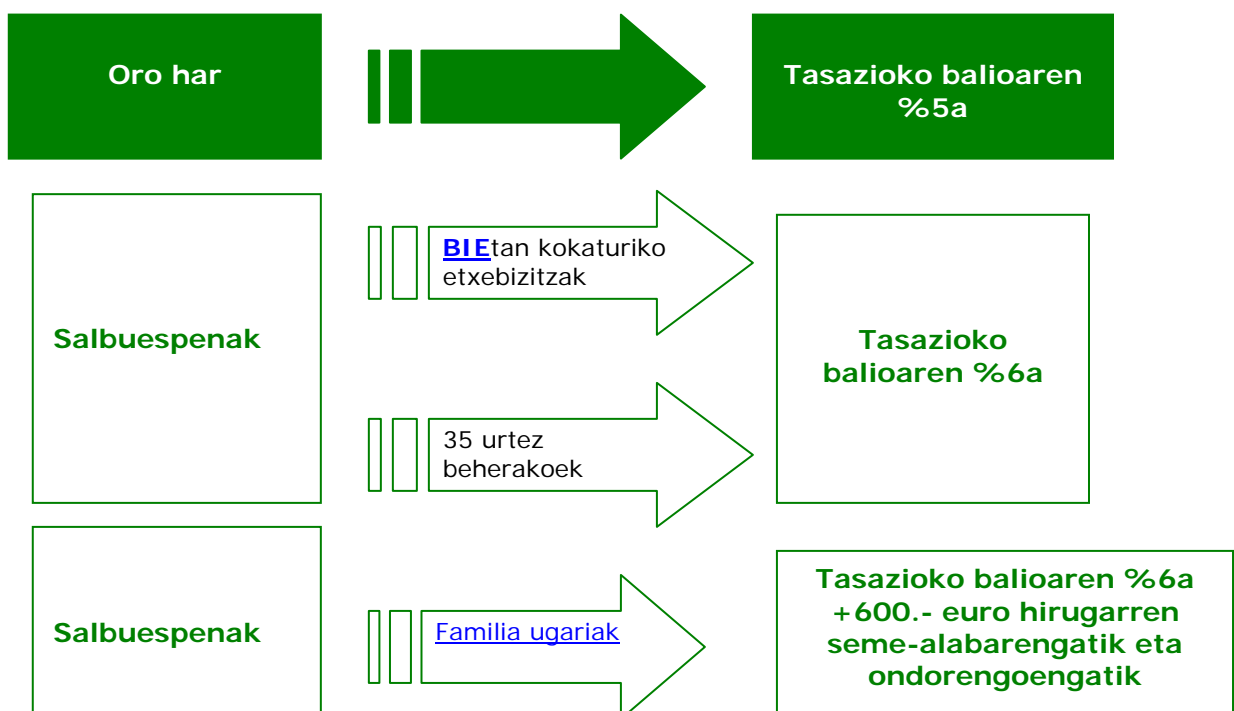 Oro har
Tasazioko balioaren
%5a
BIEtan kokaturiko
etxebizitzak
Salbuespenak
Tasazioko
balioaren %6a
35 urtez
beherakoek
Salbuespenak
Familia ugariak
Tasazioko balioaren %6a
+600.- euro hirugarren
seme-alabarengatik eta
ondorengoengatik